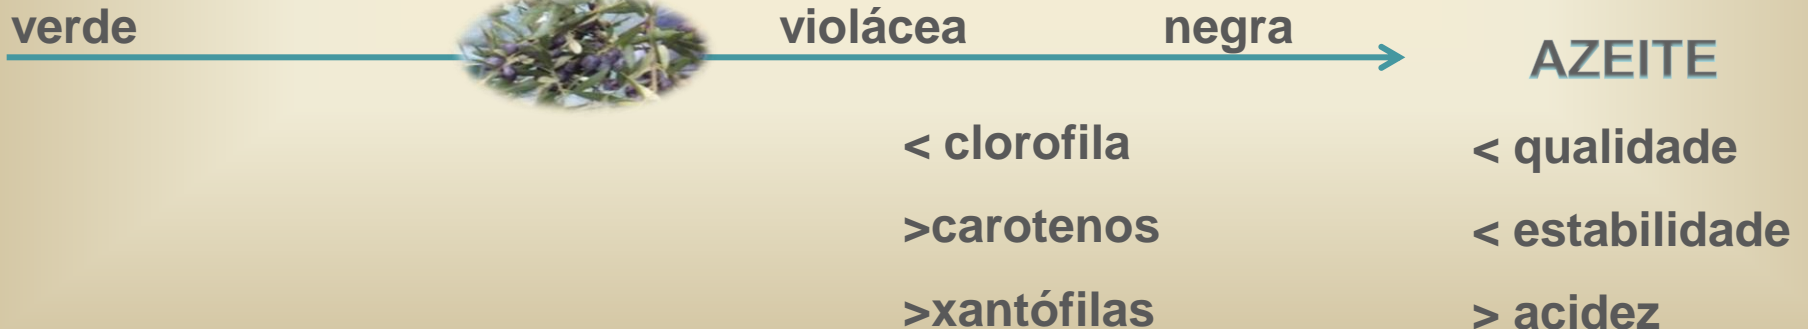 verde violácea negra AZEITE
< clorofila < qualidade
>carotenos < estabilidade
>xantófilas > acidez